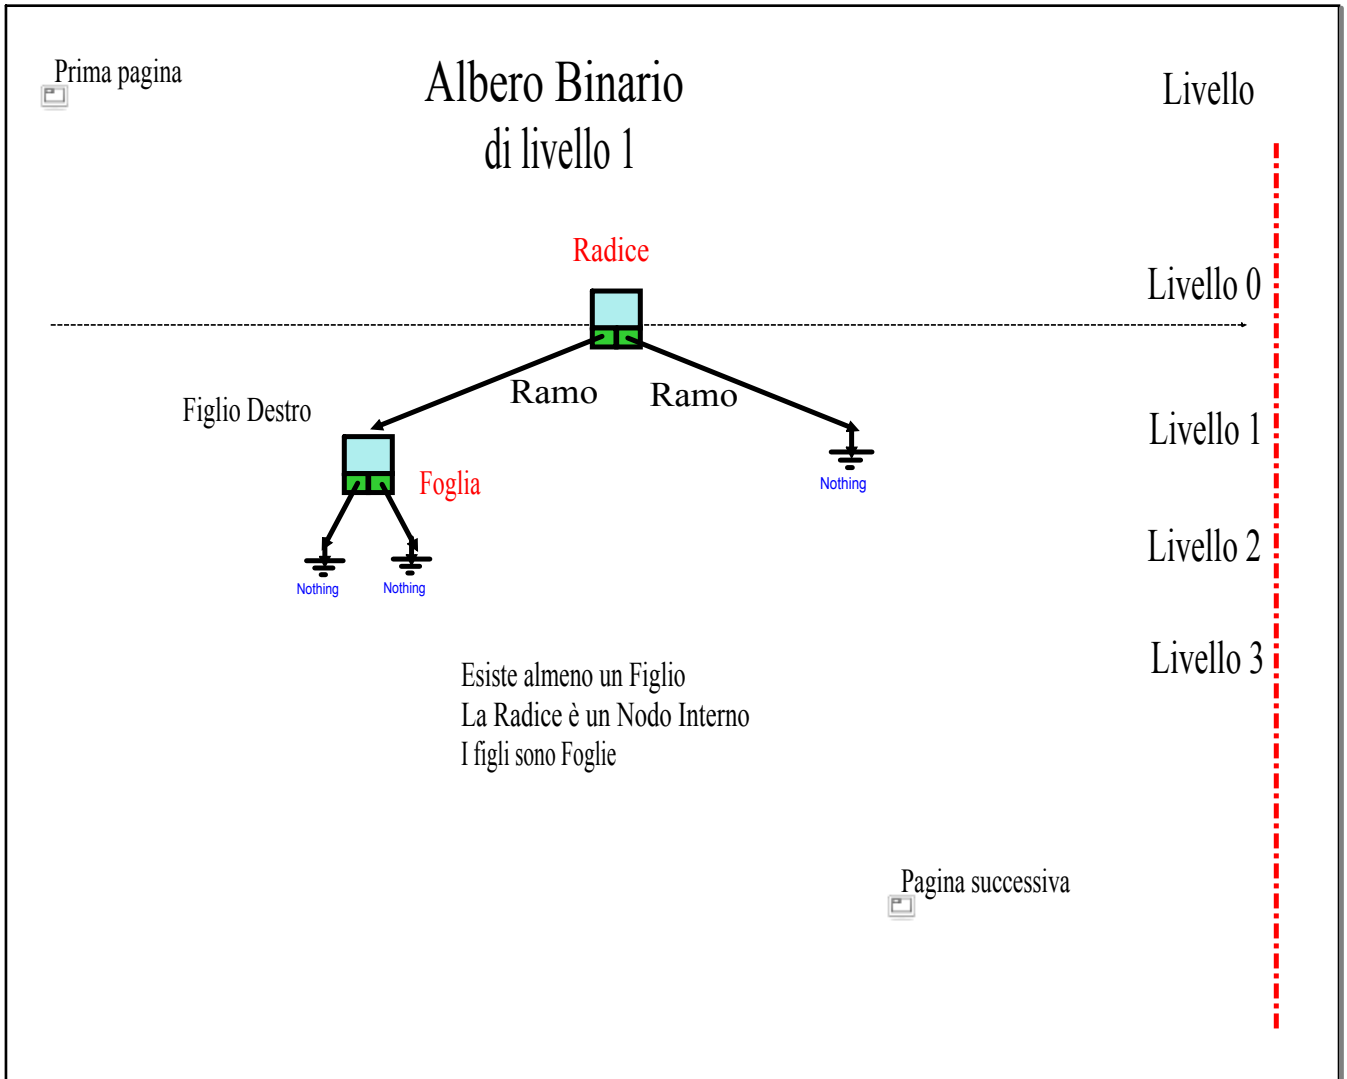 Prima pagina
Albero Binario
di livello 1
Livello
Radice
Livello 0
Ramo
Ramo
Figlio Destro
Livello 1
Foglia
Nothing
Livello 2
Nothing
Nothing
Livello 3
Esiste almeno un Figlio
La Radice è un Nodo Interno
I figli sono Foglie
Pagina successiva